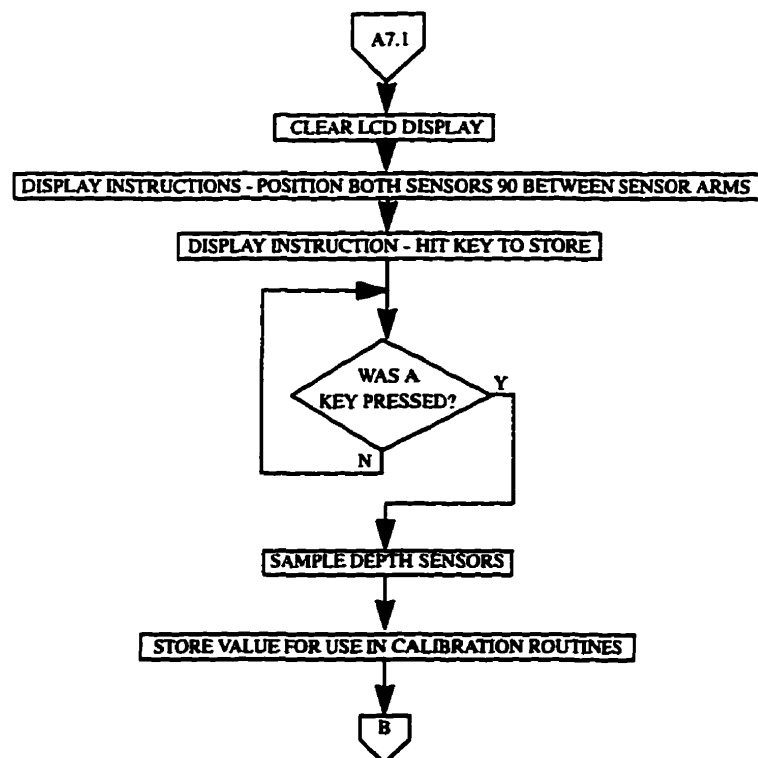 A7.1
CLEAR LCD DISPLAY
DISPLAY INSTRUCTIONS - POSITION BOTH SENSORS 90 BETWEEN SENSOR ARMS
DISPLAY INSTRUCTION - HIT KEY TO STORE
WAS A
KEY PRESSED?
Y
N
SAMPLE DEPTH SENSORS
STORE VALUE FOR USE IN CALIBRATION ROUTINES
B